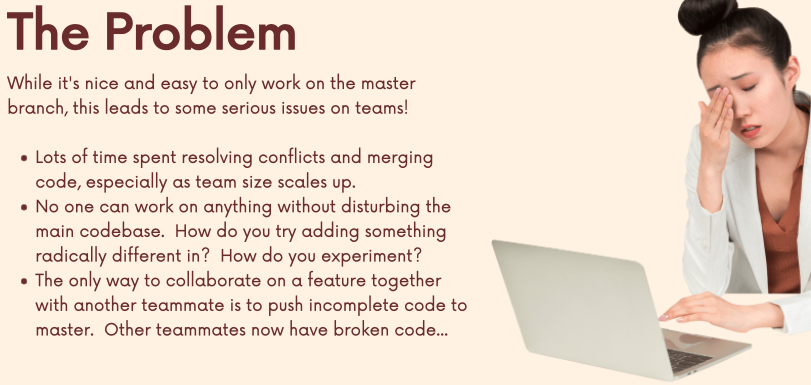 The Problem
While it's nice and easy to only work on the master
branch, this leads to some serious issues on teams!
• Lots of time spent resolving conflicts and merging
code, especially as team size scales up.
• No one can work on anything without disturbing the
main codebase.  How do you try adding something
radically different in?  How do you experiment?
• The only way to collaborate on a feature together
with another teammate is to push incomplete code to
master.  Other teammates now have broken code...